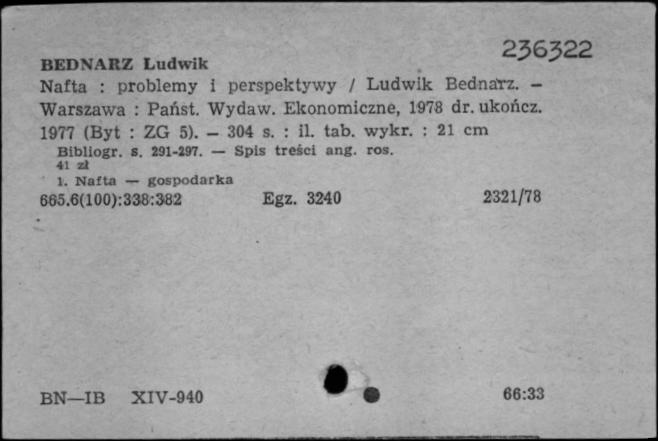 236322
BEDNARZ Ludwik
Nafta : problemy i perspektywy / Ludwik Bednarz. –
Warszawa : Państ. Wydaw. Ekonomiczne, 1978 dr. ukończ.
1977 (Byt : ZG 5). – 304 s. : il. tab. wykr. : 21 cm
Bibliogr. s. 291-297. — Spis treści ang. ros.
41 zł
1. Nafta — gospodarka
665.6(100):338:382 Egz. 3240 2321/78
BN—IB XIV-940 66:33